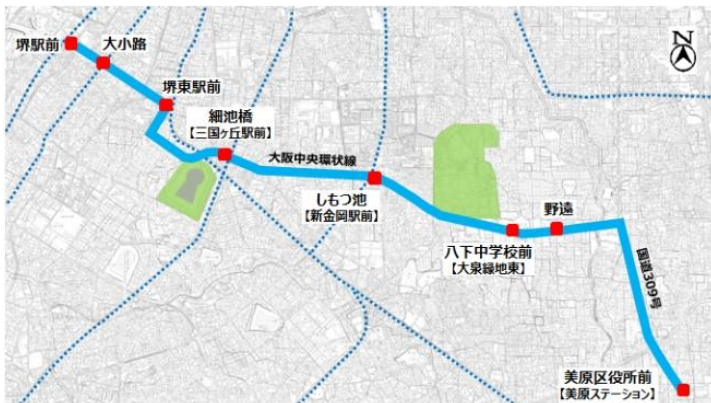 N
堺駅前
大小路
堺東駅前
細池橋
【三国ヶ丘駅前】
大阪中央環状線
しもつ池
【新金岡駅前】
八下中学校前
【大泉緑地東】
野遠
国道309号
美原区役所前
【美原ステーション】